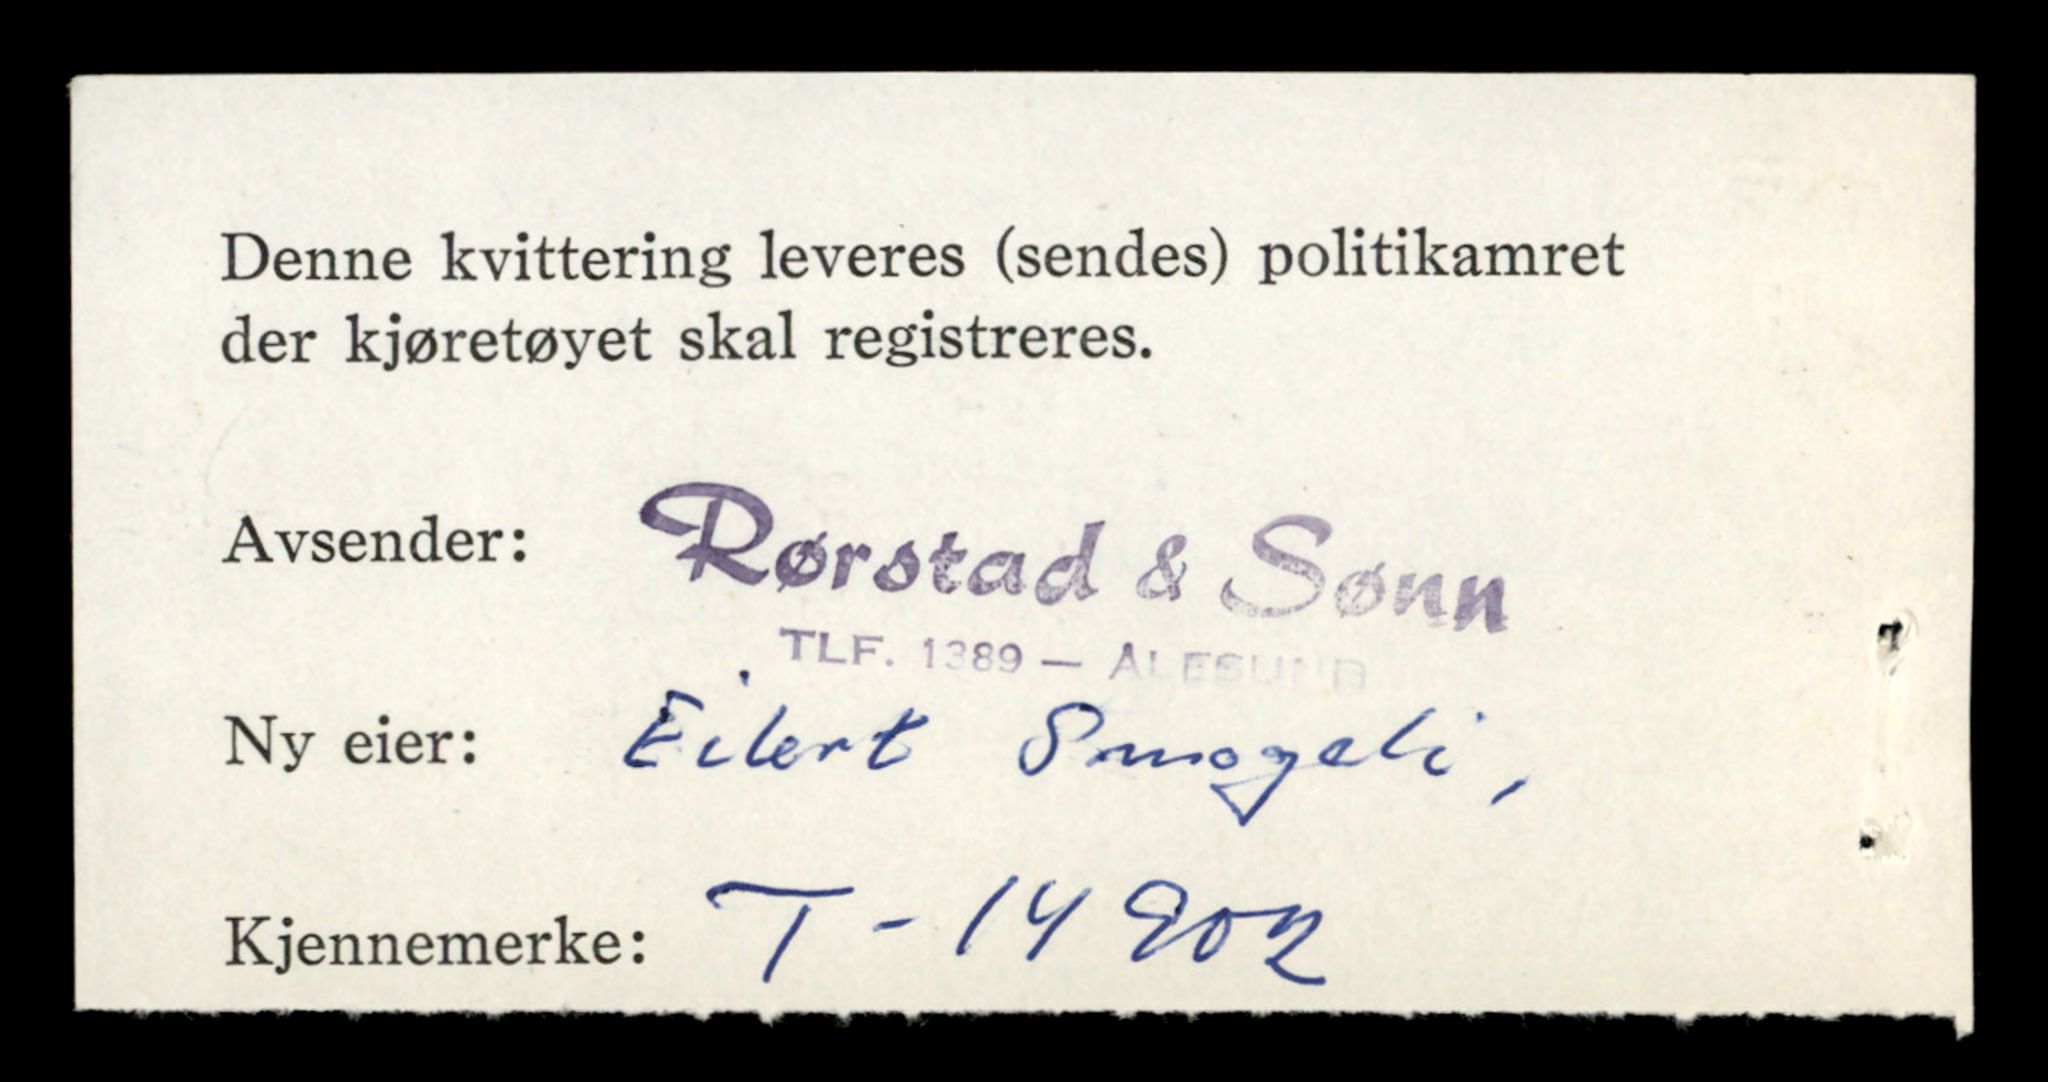 Denne kvittering leveres (sendes) politikamret
der kjøretøyet skal registreres.
Avsender: Rørstad & Sønn
TLF. 1389 — ÅLESUND
Ny eier: Eilert Smogeli,
Kjennemerke: T - 14902